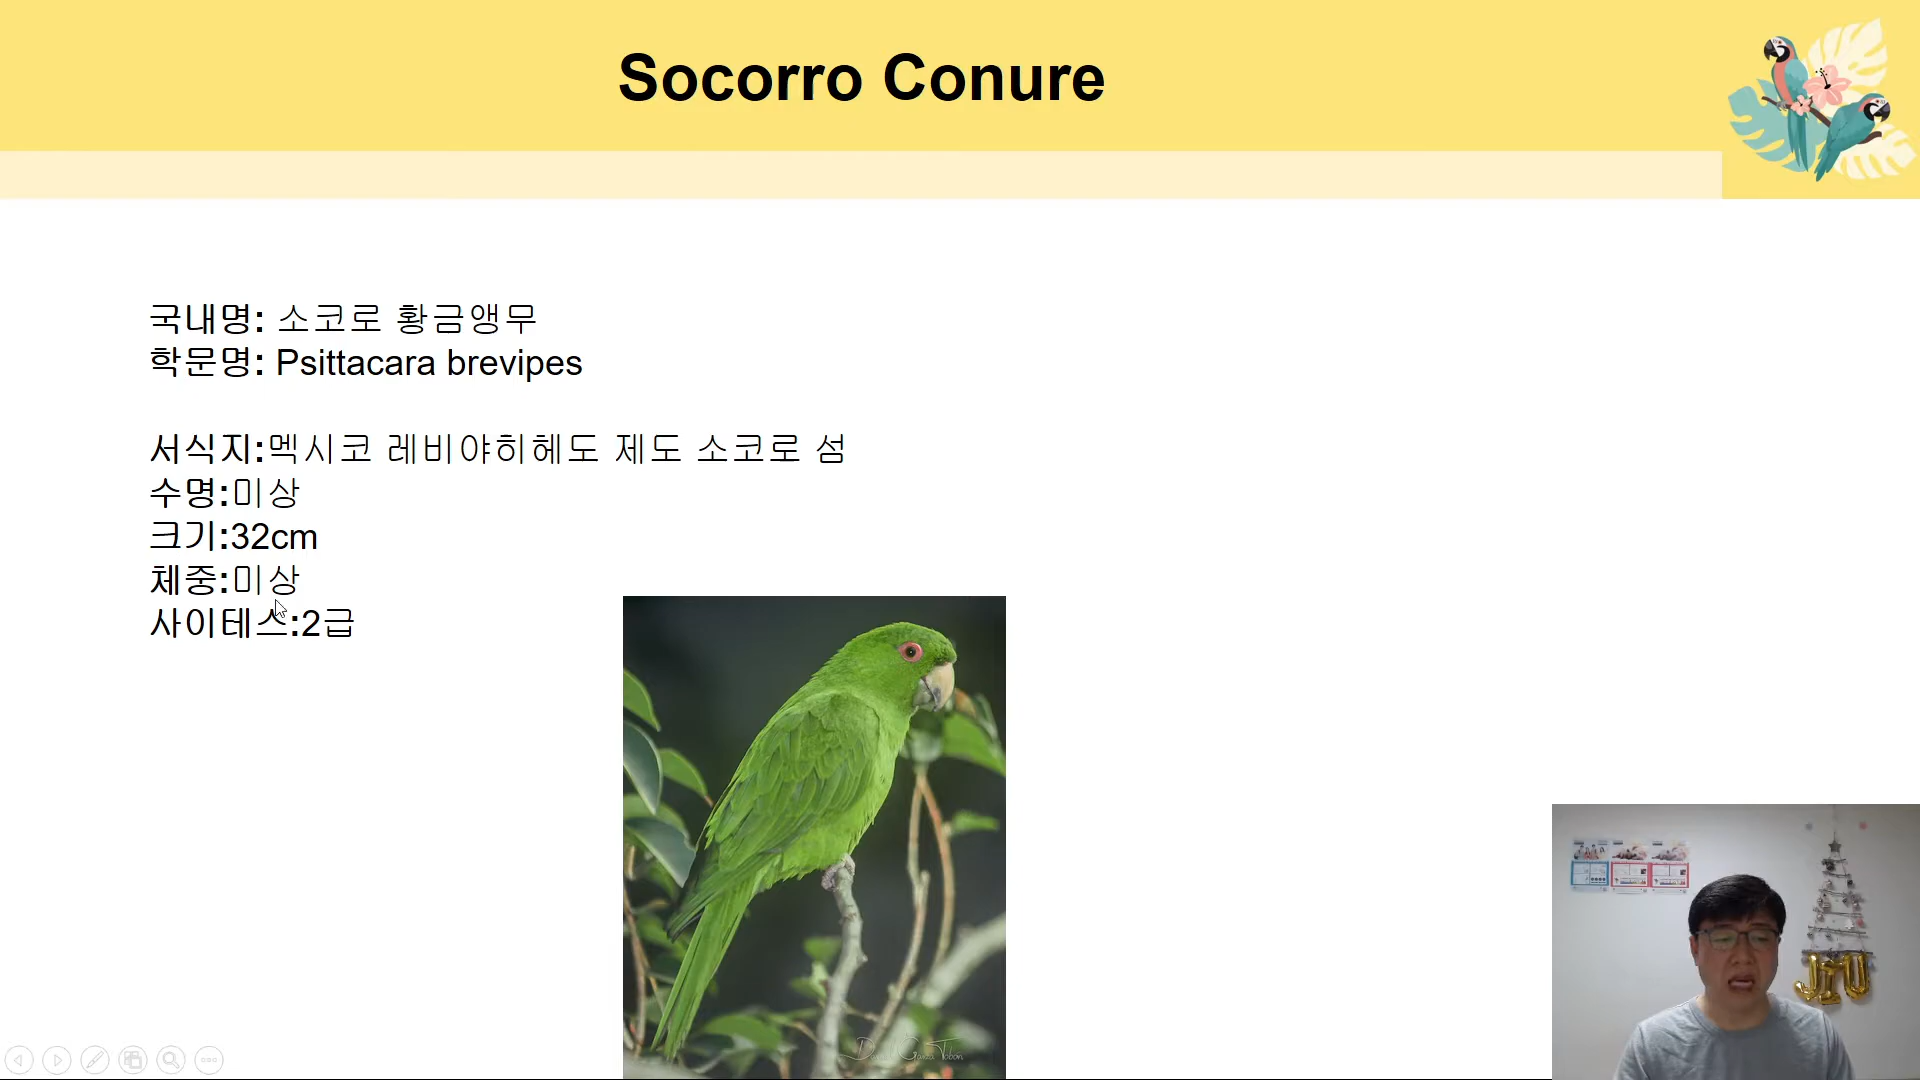 Socorro Conure
국내명: 소코로 황금앵무
학문명: Psittacara brevipes
서식지:멕시코 레비야히헤도 제도 소코로 섬
수명:미상
크기:32cm
체중:미상
사이테스:2급